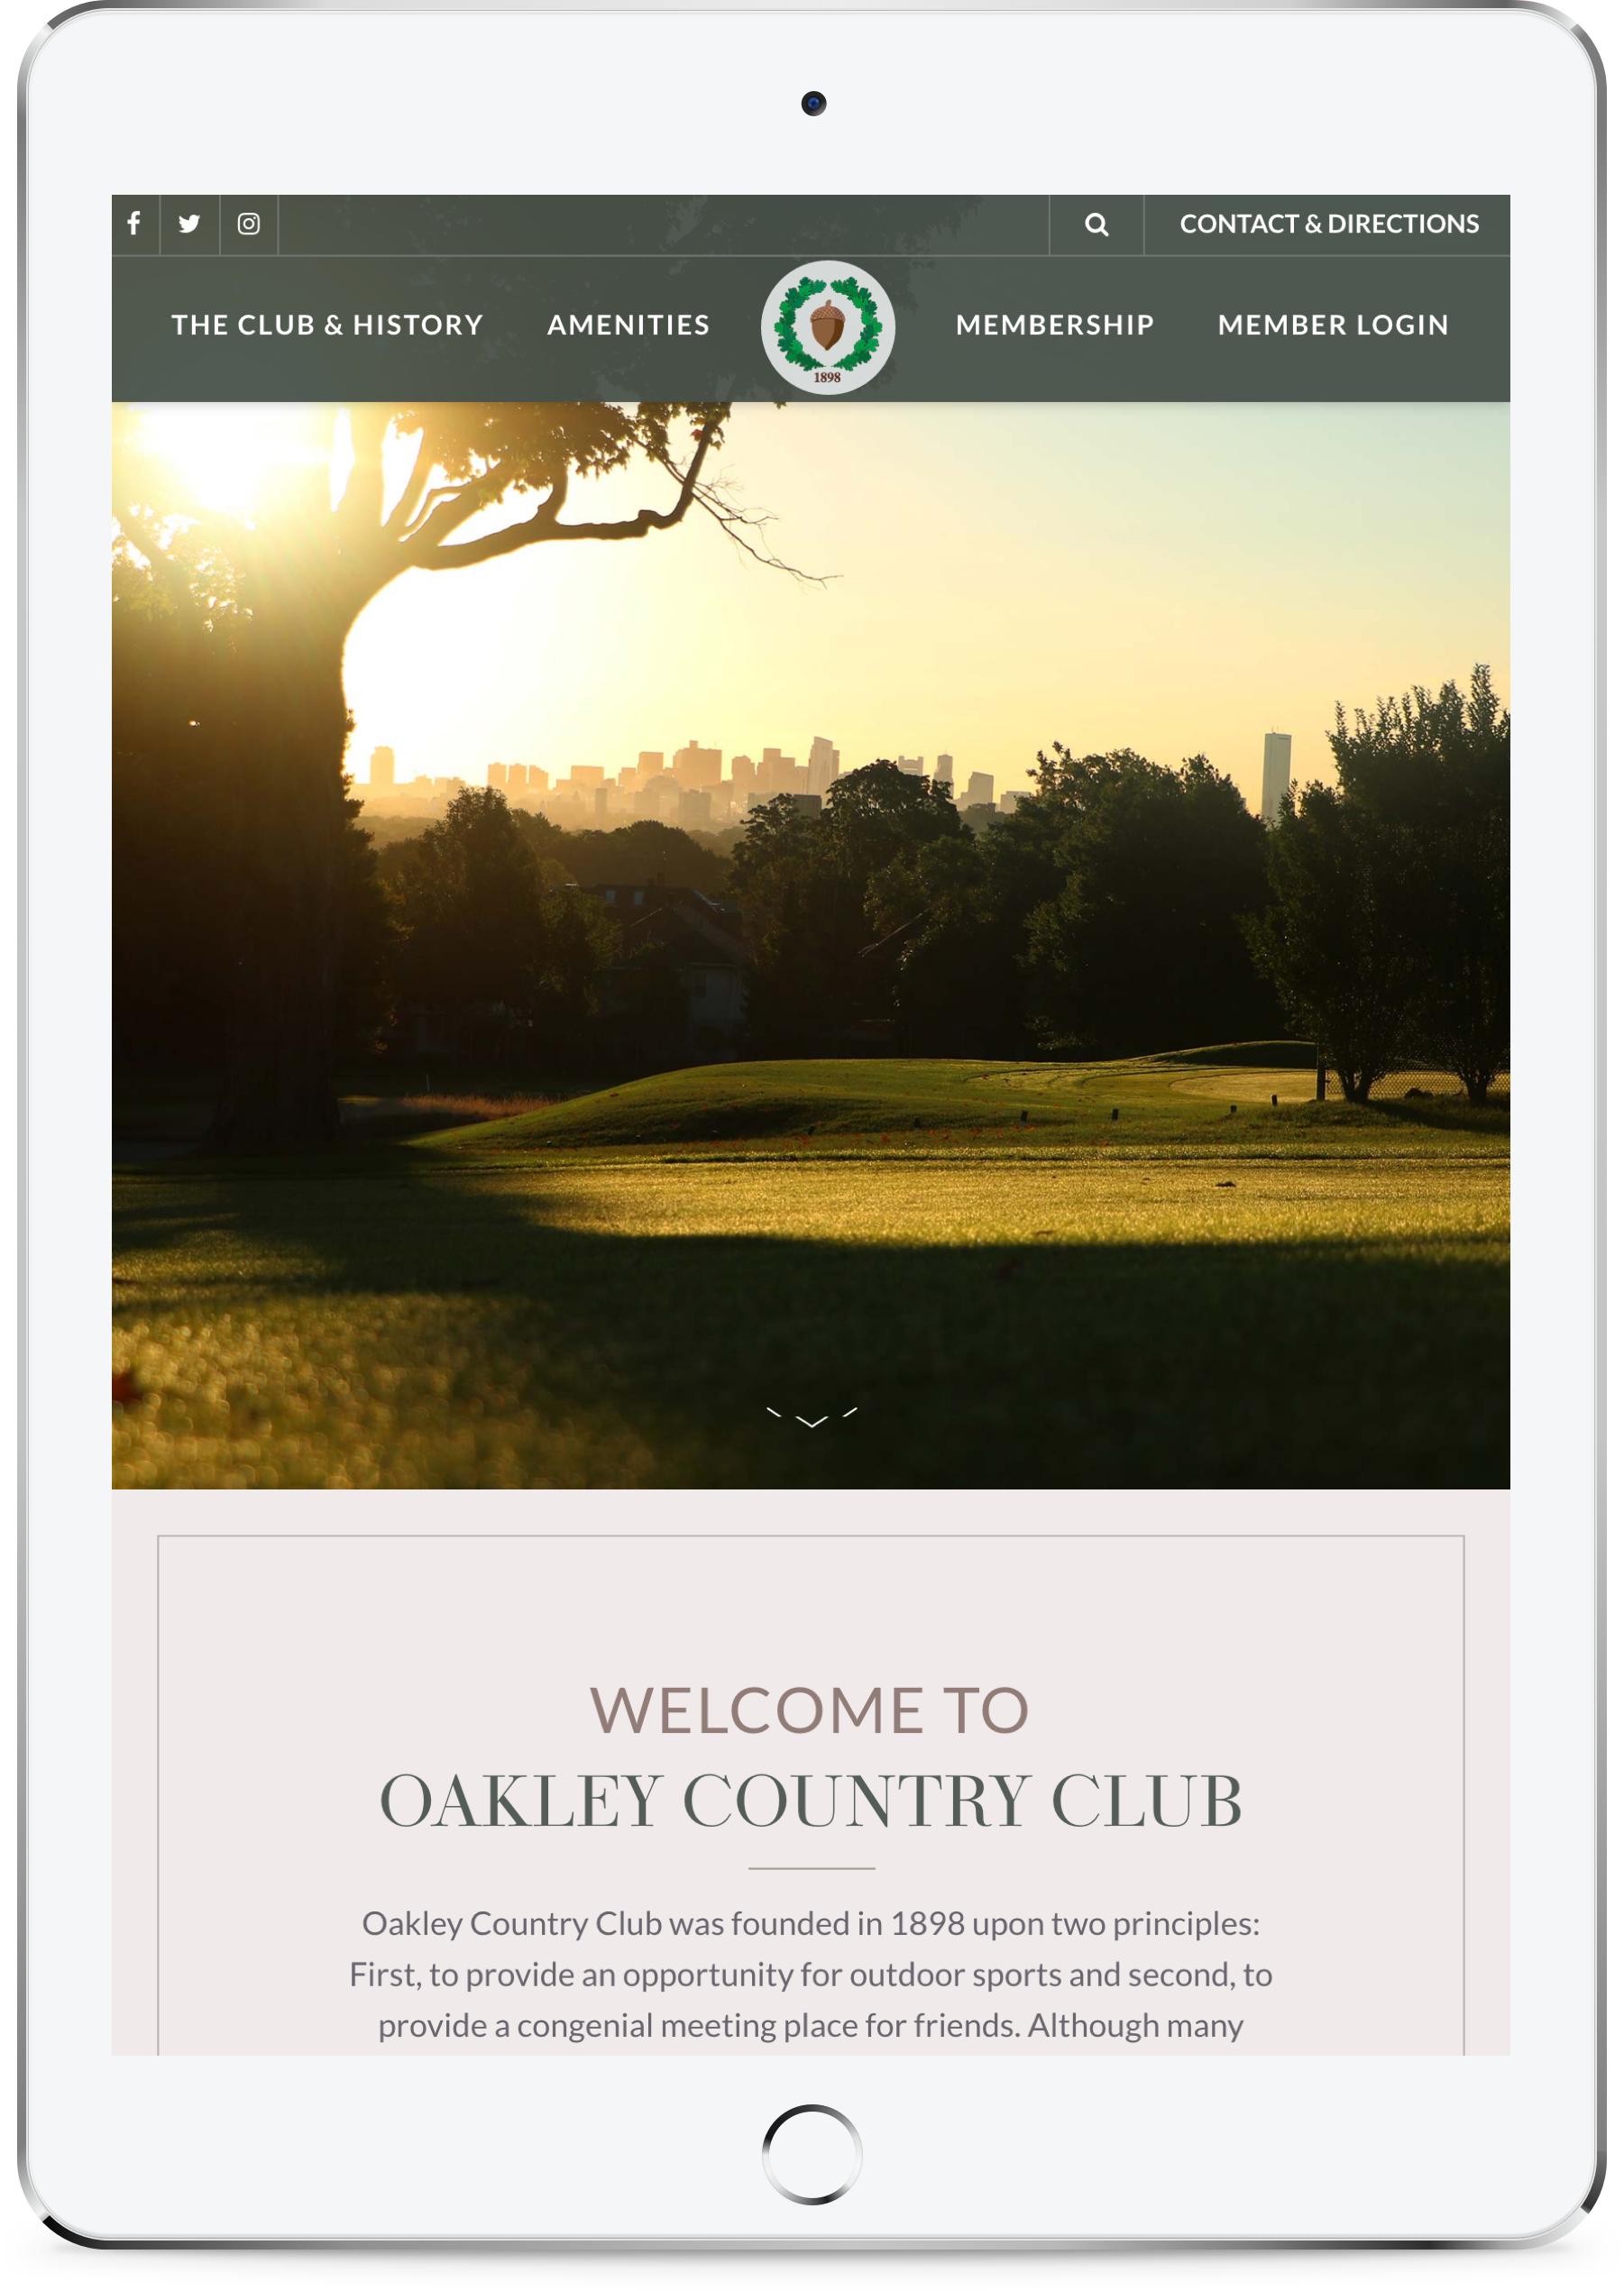 CONTACT & DIRECTIONS
THE CLUB & HISTORY
AMENITIES
1898
MEMBERSHIP
MEMBER LOGIN
WELCOME TO
OAKLEY COUNTRY CLUB
Oakley Country Club was founded in 1898 upon two principles:
First, to provide an opportunity for outdoor sports and second, to
provide a congenial meeting place for friends. Although many